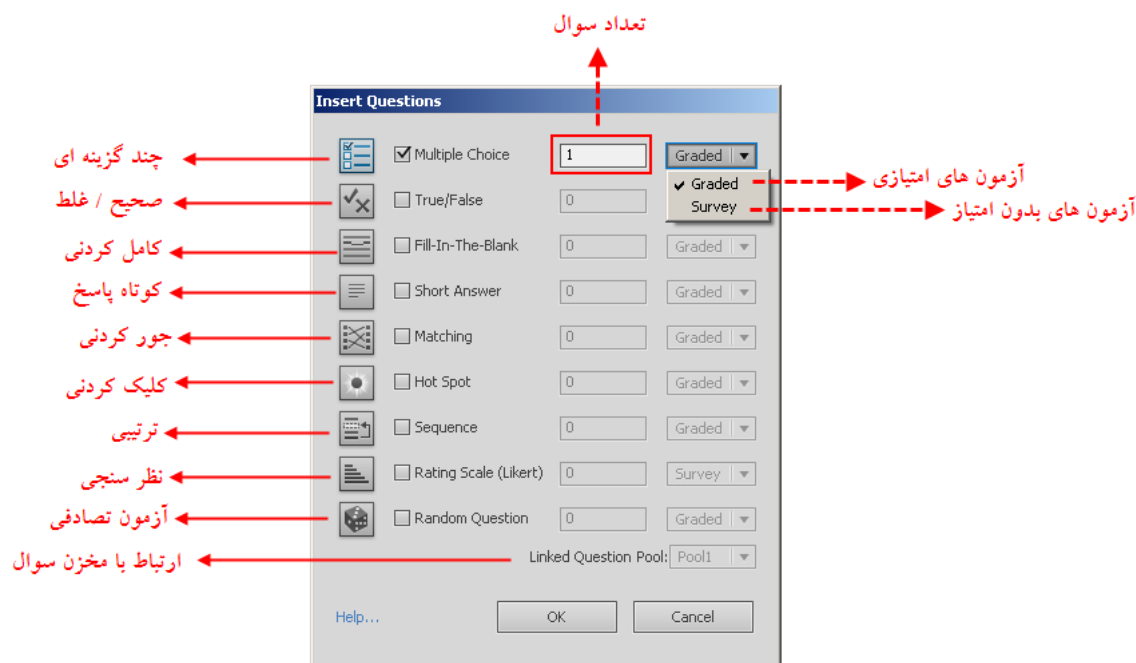 تعداد سوال
Insert Questions
چند گزینه ای
Multiple Choice 1 Graded
Graded
آزمون های امتیازی
Survey
آزمون های بدون امتیاز
صحیح / غلط
True/False 0
کامل کردنی
Fill-In-The-Blank 0 Graded
کوتاه پاسخ
Short Answer 0 Graded
جور کردنی
Matching 0 Graded
کلیک کردنی
Hot Spot 0 Graded
ترتیبی
Sequence 0 Graded
نظر سنجی
Rating Scale (Likert) 0 Survey
آزمون تصادفی
Random Question 0 Graded
ارتباط با مخزن سوال
Linked Question Pool: Pool1
Help... OK Cancel